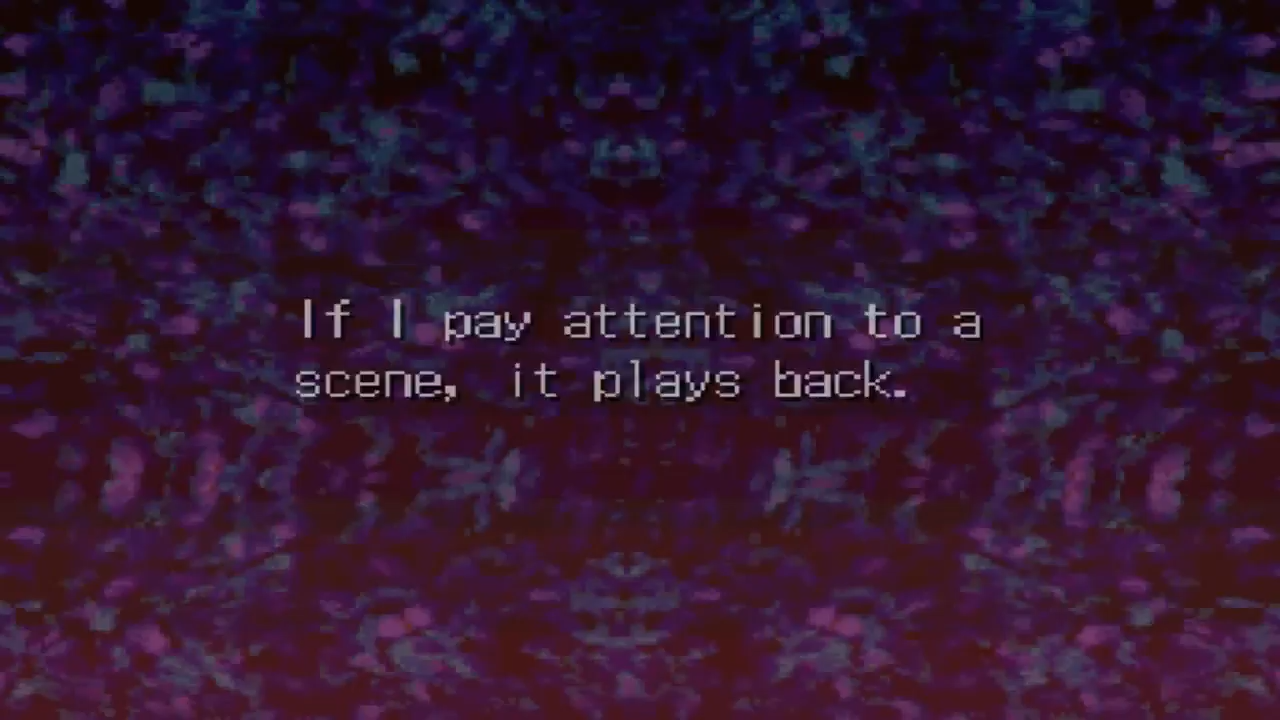 If I pay attention to a
scene, it plays back.